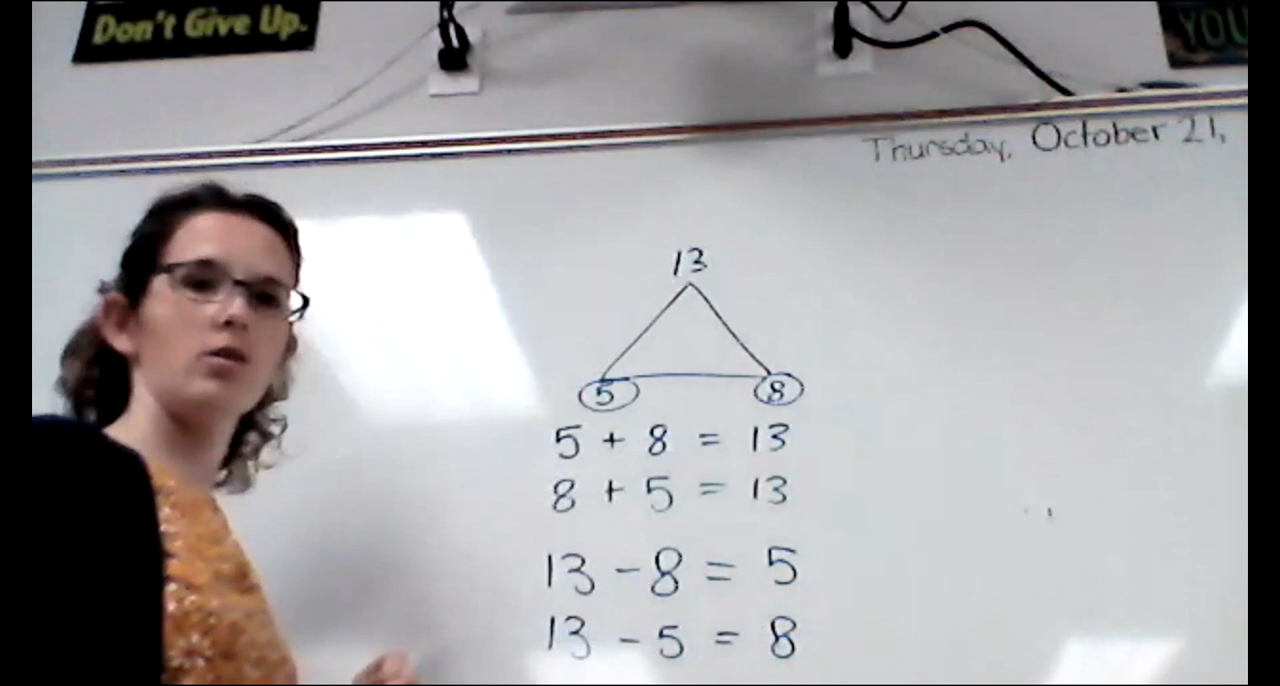 Don't Give Up.
YOU
Thursday, October 21,
13
5 8
5 + 8 = 13
8 + 5 = 13
13 - 8 = 5
13 - 5 = 8